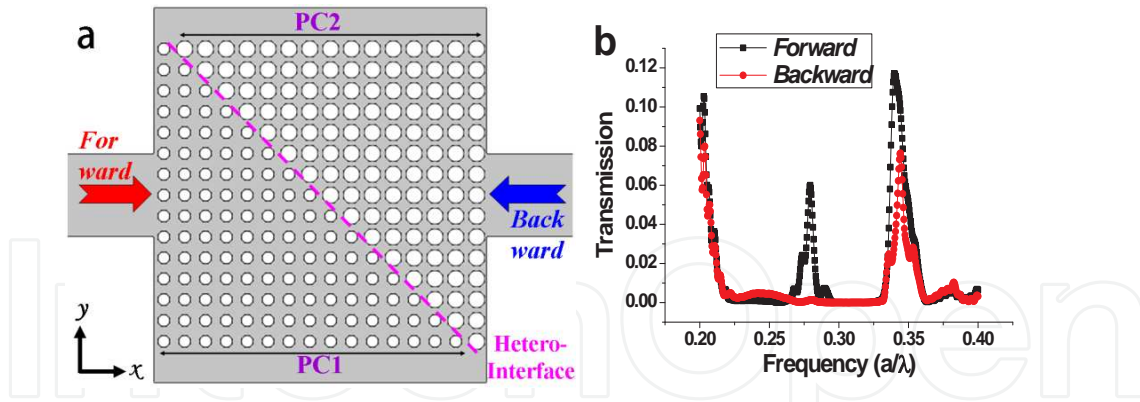 a
PC2
For
ward
Back
ward
y
x
PC1
Hetero-
Interface
b
Forward
Backward
Transmission
0.12
0.10
0.08
0.06
0.04
0.02
0.00
0.20 0.25 0.30 0.35 0.40
Frequency (a/λ)
InTechOpen